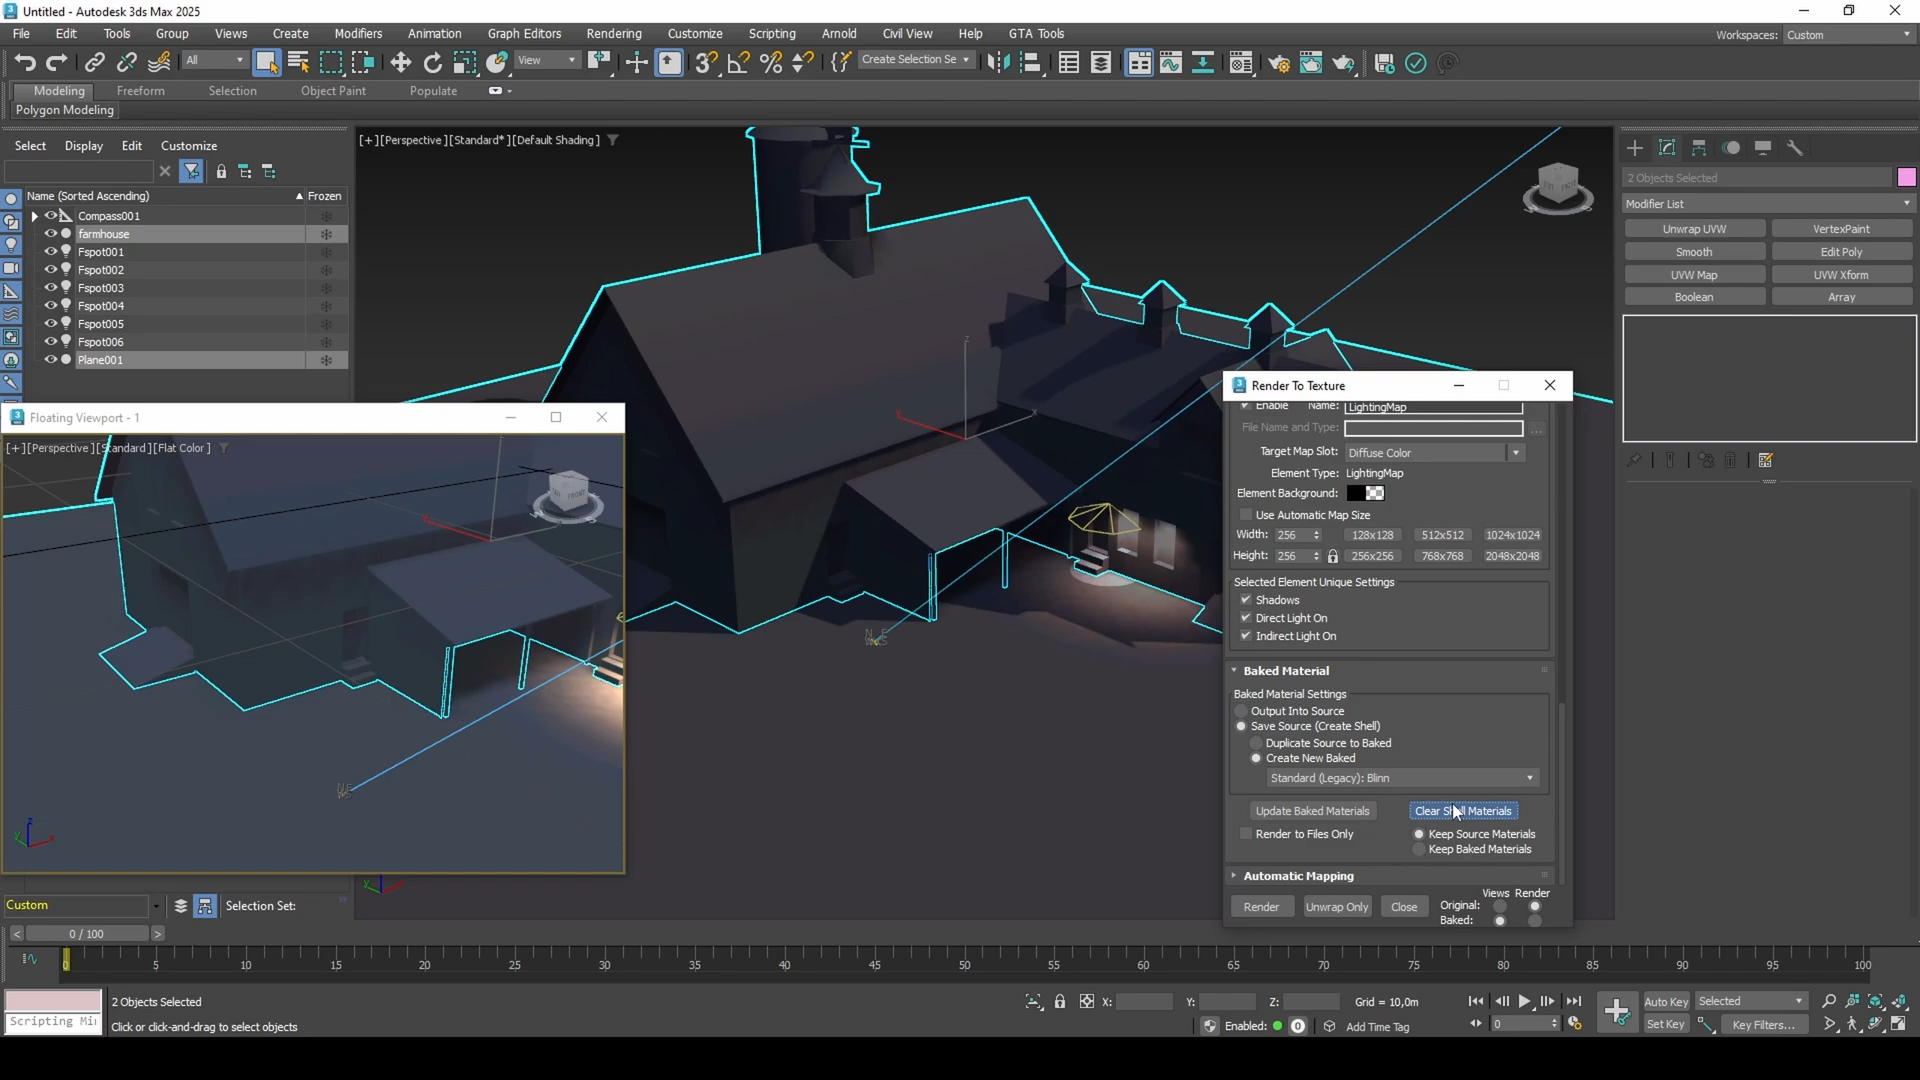 Untitled - Autodesk 3ds Max 2025
File Edit Tools Group Views Create Modifiers Animation Graph Editors Rendering Customize Scripting Arnold Civil View Help GTA Tools
Workspaces: Custom
All View Create Selection Se
Modeling Freeform Selection Object Paint Populate
Polygon Modeling
Select Display Edit Customize
Name (Sorted Ascending) Frozen
Compass001
farmhouse
Fspot001
Fspot002
Fspot003
Fspot004
Fspot005
Fspot006
Plane001
[+][Perspective][Standard*][Default Shading]
2 Objects Selected
Modifier List
Unwrap UVW VertexPaint
Smooth Edit Poly
UVW Map UVW Xform
Boolean Array
Floating Viewport - 1
[+][Perspective][Standard][Flat Color]
FRONT
Render To Texture
Enable Name: LightingMap
File Name and Type: ...
Target Map Slot: Diffuse Color
Element Type: LightingMap
Element Background:
Use Automatic Map Size
Width: 256 128x128 512x512 1024x1024
Height: 256 256x256 768x768 2048x2048
Selected Element Unique Settings
Shadows
Direct Light On
Indirect Light On
Baked Material
Baked Material Settings
Output Into Source
Save Source (Create Shell)
Duplicate Source to Baked
Create New Baked
Standard (Legacy): Blinn
Update Baked Materials Clear Shell Materials
Render to Files Only Keep Source Materials
Keep Baked Materials
Automatic Mapping
Views Render
Render Unwrap Only Close Original:
Baked:
Custom Selection Set:
0 / 100
0 5 10 15 20 25 30 35 40 45 50 55 60 65 70 75 80 85 90 95 100
2 Objects Selected
Scripting Mi
Click or click-and-drag to select objects
X: Y: Z: Grid = 10,0m
Enabled: 0 Add Time Tag
0
Auto Key Selected
Set Key Key Filters...